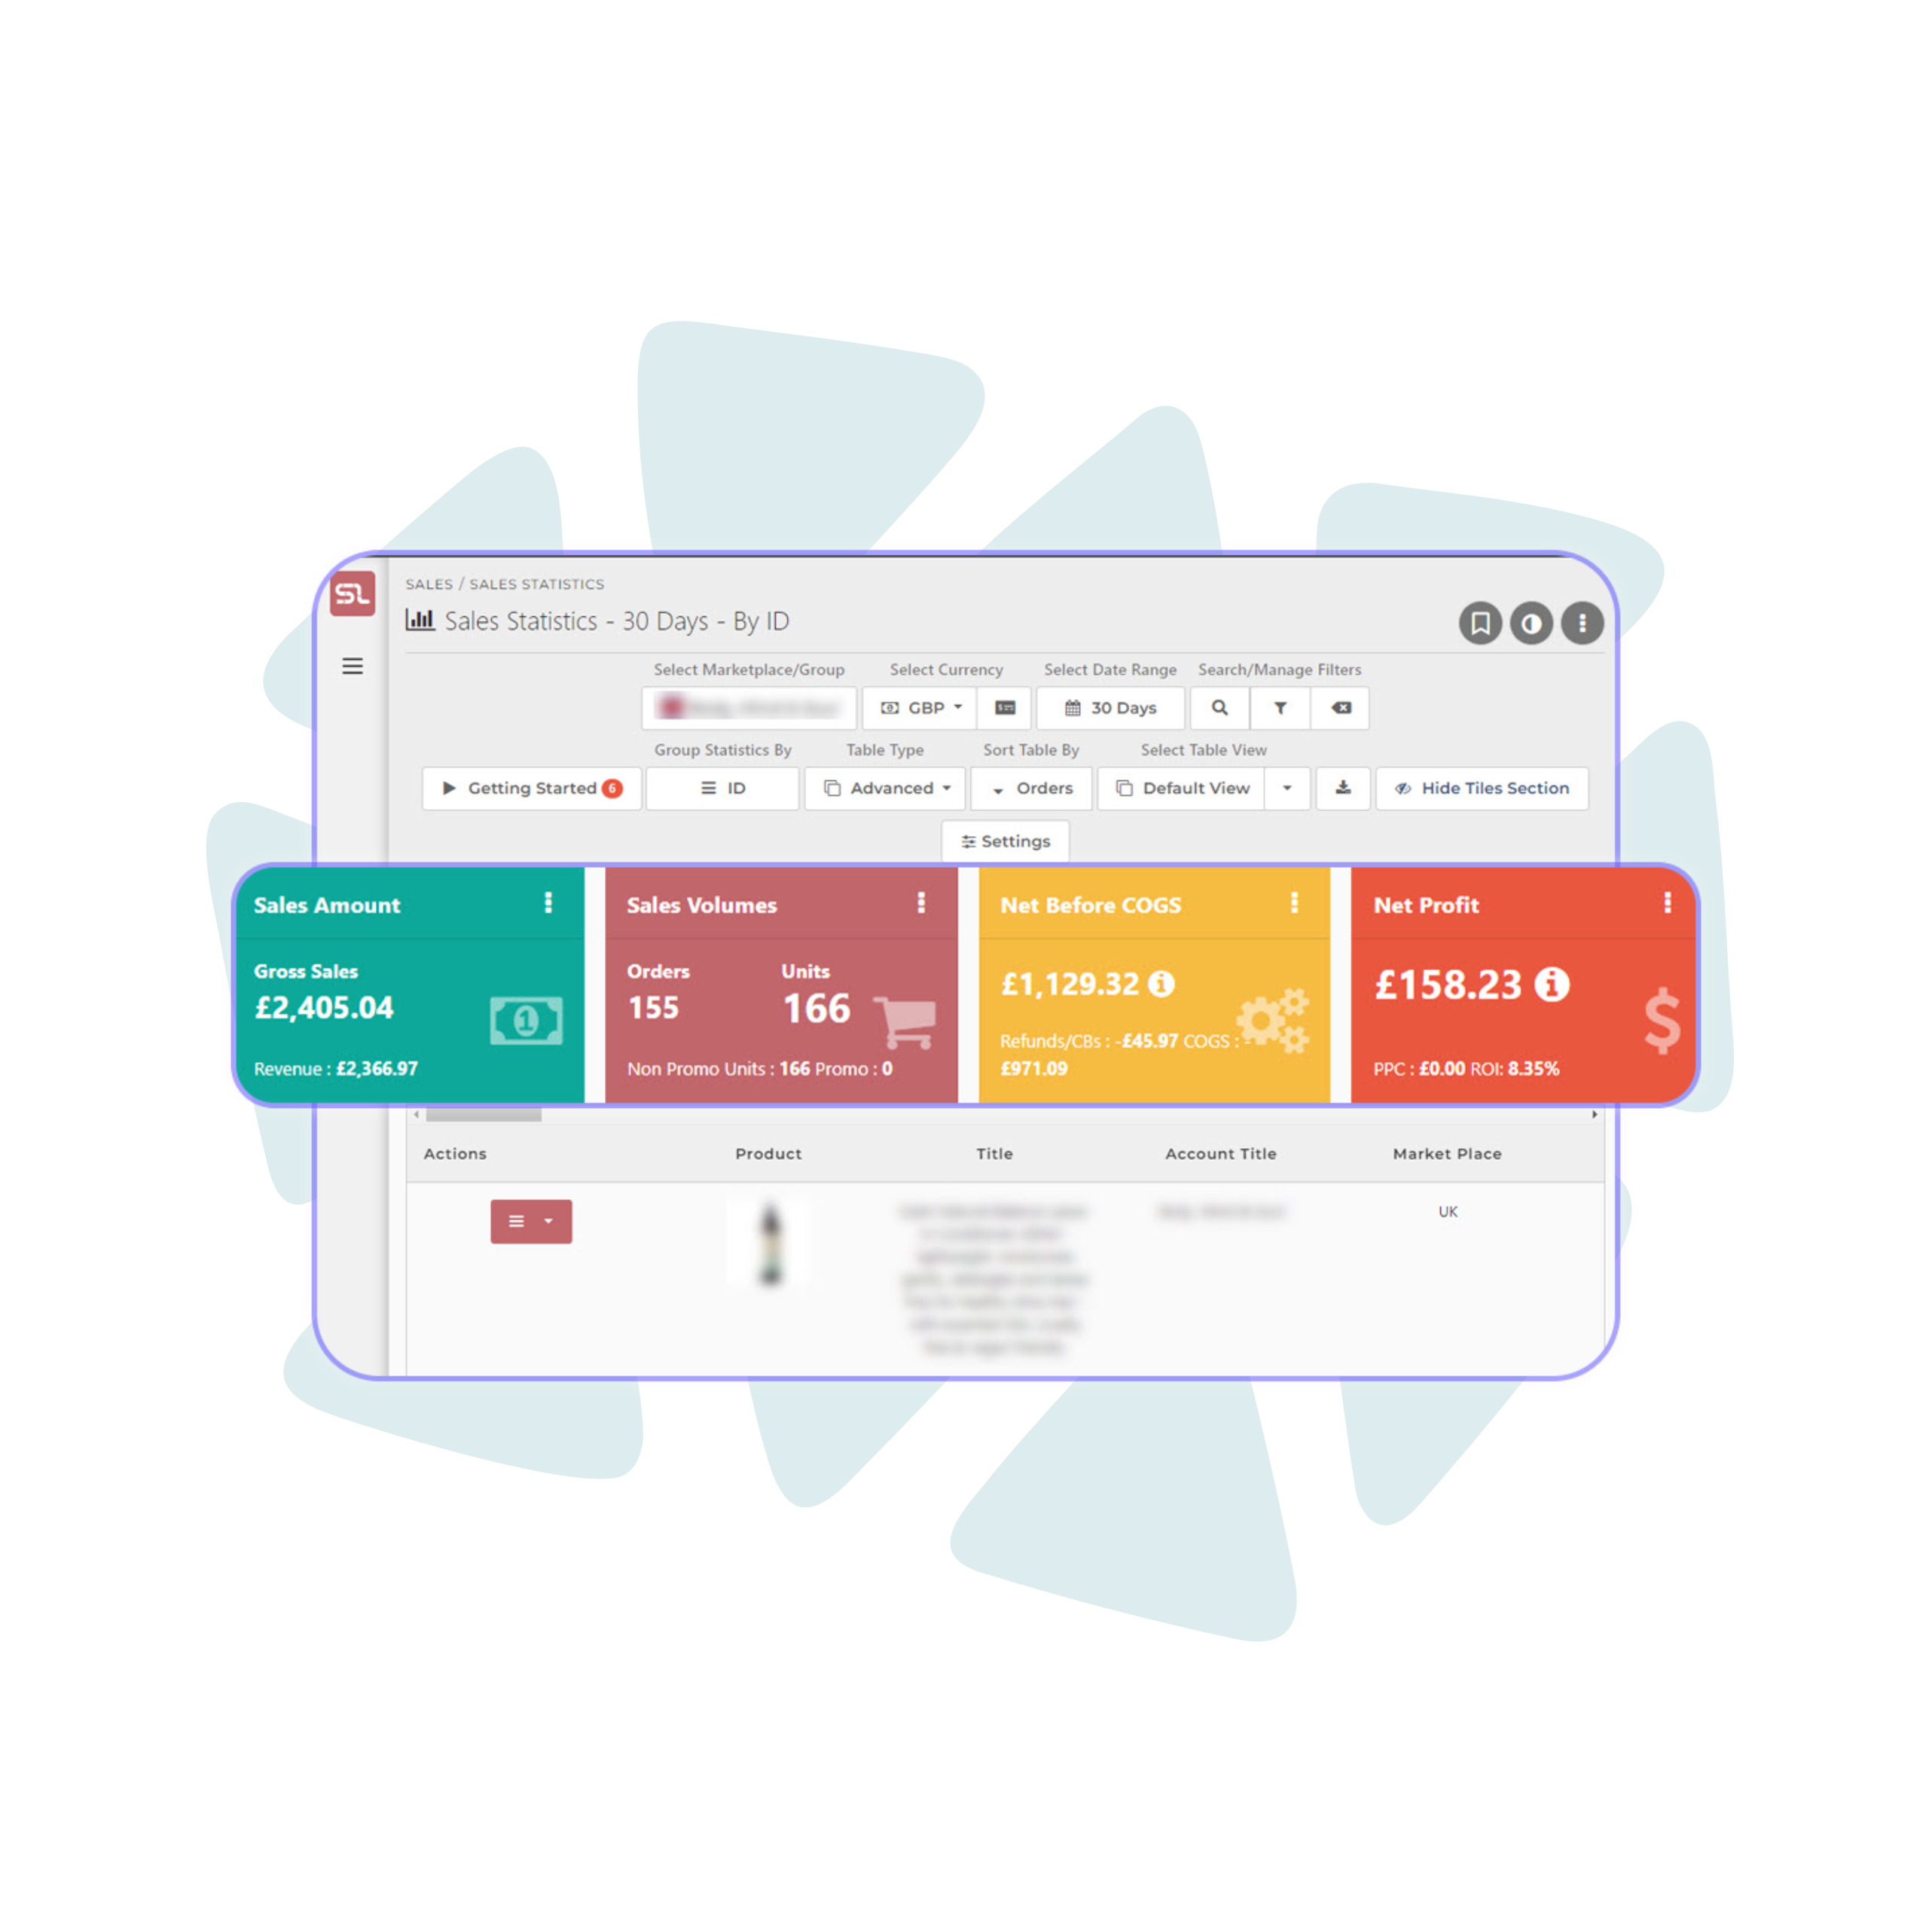 SL
SALES / SALES STATISTICS
Sales Statistics - 30 Days - By ID
Select Marketplace/Group Select Currency Select Date Range Search/Manage Filters
GBP 30 Days
Group Statistics By Table Type Sort Table By Select Table View
Getting Started 6 ID Advanced Orders Default View Hide Tiles Section
Settings
Sales Amount Sales Volumes Net Before COGS Net Profit
Gross Sales Orders Units
£2,405.04 155 166 £1,129.32 £158.23
Refunds/CBs : -£45.97 COGS : -
Revenue : £2,366.97 Non Promo Units : 166 Promo : 0 £971.09 PPC : £0.00 ROI: 8.35%
Actions Product Title Account Title Market Place
UK